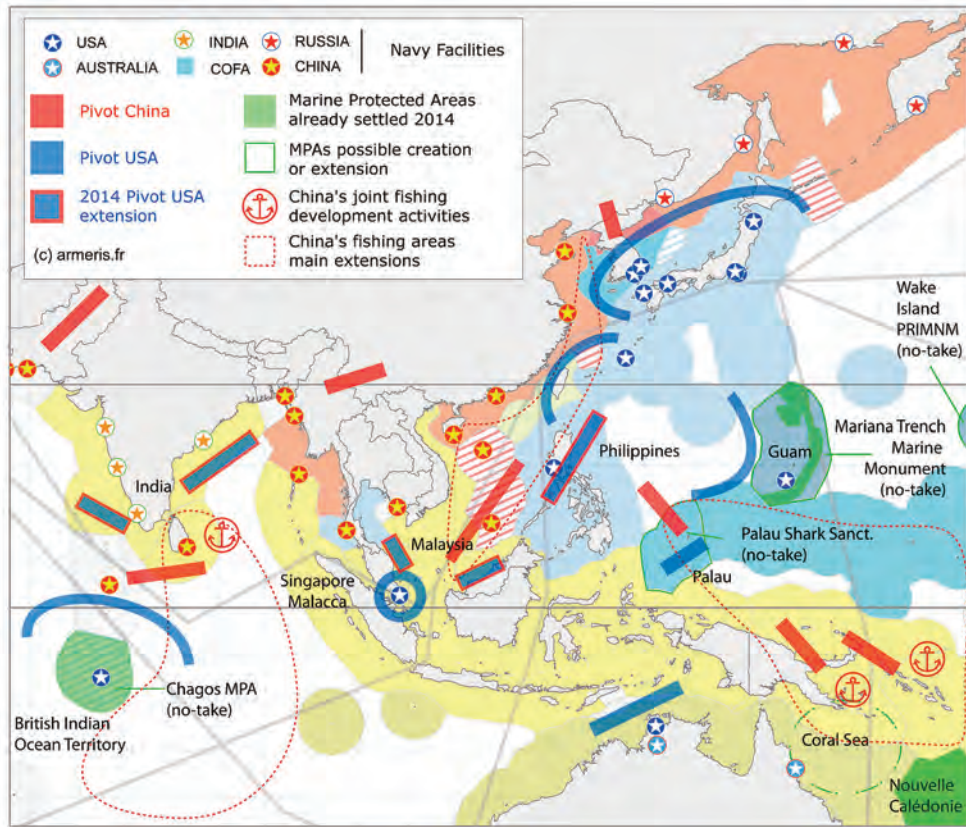 USA
INDIA
RUSSIA
AUSTRALIA
COFA
CHINA
Navy Facilities
Pivot China
Marine Protected Areas
already settled 2014
Pivot USA
MPAs possible creation
or extension
2014 Pivot USA
extension
China's joint fishing
development activities
China's fishing areas
main extensions
(c) armeris.fr
Wake
Island
PRIMNM
(no-take)
Philippines
Guam
Mariana Trench
Marine
Monument
(no-take)
India
Malaysia
Palau Shark Sanct.
(no-take)
Palau
Singapore
Malacca
Chagos MPA
(no-take)
British Indian
Ocean Territory
Coral Sea
Nouvelle
Calédonie